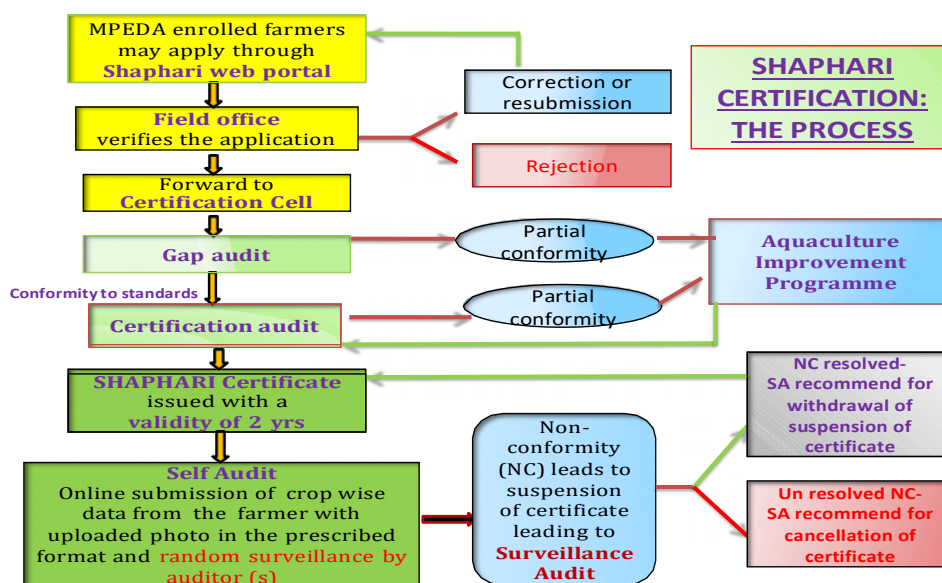 MPEDA enrolled farmers
may apply through
Shaphari web portal
Correction or
resubmission
SHAPHARI
CERTIFICATION:
THE PROCESS
Field office
verifies the application
Rejection
Forward to
Certification Cell
Gap audit
Partial
conformity
Aquaculture
Improvement
Programme
Conformity to standards
Certification audit
Partial
conformity
SHAPHARI Certificate
issued with a
validity of 2 yrs
NC resolved-
SA recommend for
withdrawal of
suspension of
certificate
Self Audit
Online submission of crop wise
data from the farmer with
uploaded photo in the prescribed
format and random surveillance by
auditor (s)
Non-
conformity
(NC) leads to
suspension
of certificate
leading to
Surveillance
Audit
Un resolved NC-
SA recommend for
cancellation of
certificate